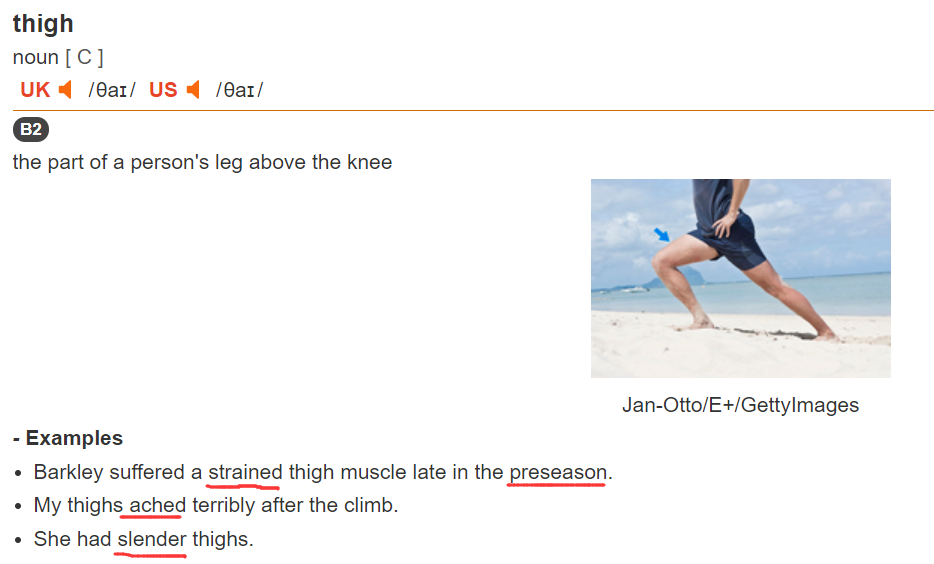 thigh
noun [ C ]
UK /θaɪ/ US /θaɪ/
B2
the part of a person's leg above the knee
Jan-Otto/E+/GettyImages
- Examples
• Barkley suffered a strained thigh muscle late in the preseason.
• My thighs ached terribly after the climb.
• She had slender thighs.